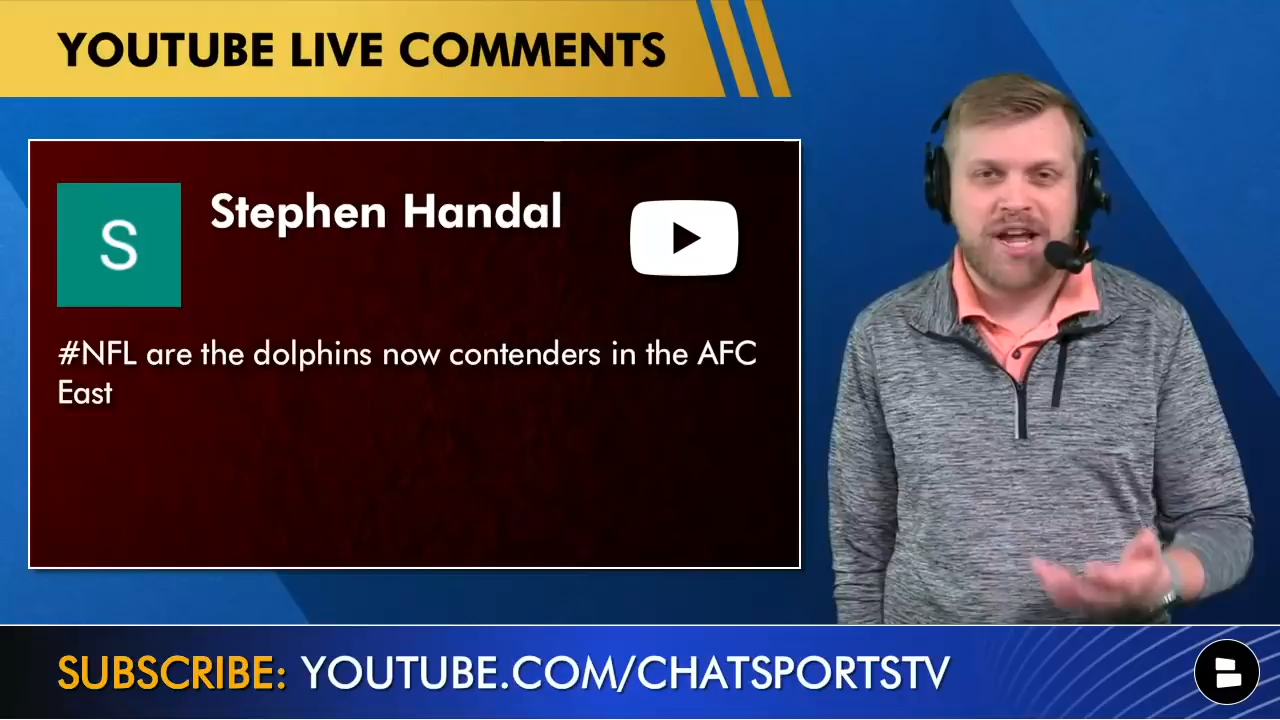 YOUTUBE LIVE COMMENTS
S
Stephen Handal
#NFL are the dolphins now contenders in the AFC
East
SUBSCRIBE: YOUTUBE.COM/CHATSPORTSTV